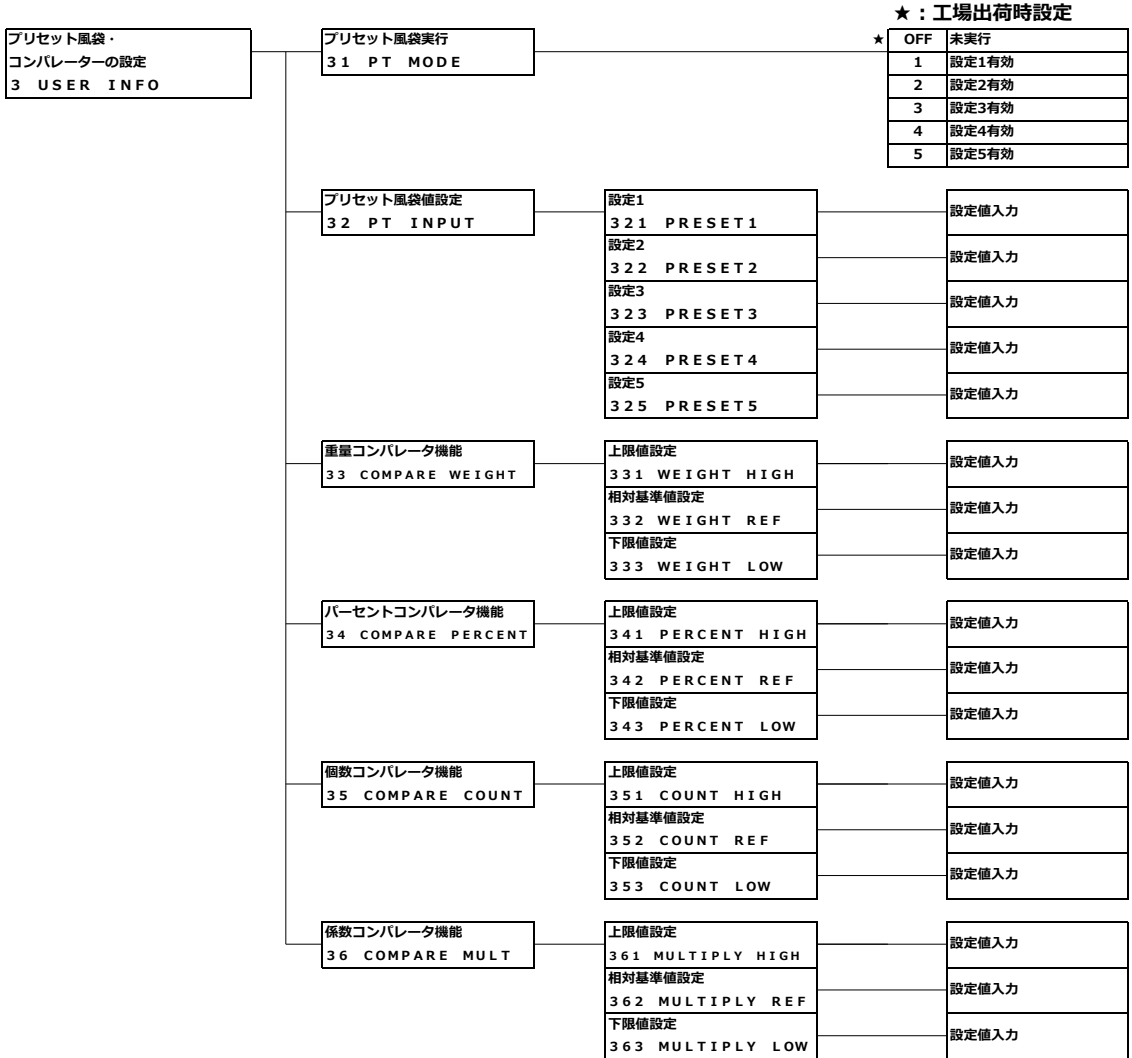 ★：工場出荷時設定
プリセット風袋・
コンパレーターの設定
3 USER INFO
プリセット風袋実行
31 PT MODE
★ OFF 未実行
1 設定1有効
2 設定2有効
3 設定3有効
4 設定4有効
5 設定5有効
プリセット風袋値設定
32 PT INPUT
設定1
321 PRESET1
設定値入力
設定2
322 PRESET2
設定値入力
設定3
323 PRESET3
設定値入力
設定4
324 PRESET4
設定値入力
設定5
325 PRESET5
設定値入力
重量コンパレータ機能
33 COMPARE WEIGHT
上限値設定
331 WEIGHT HIGH
設定値入力
相対基準値設定
332 WEIGHT REF
設定値入力
下限値設定
333 WEIGHT LOW
設定値入力
パーセントコンパレータ機能
34 COMPARE PERCENT
上限値設定
341 PERCENT HIGH
設定値入力
相対基準値設定
342 PERCENT REF
設定値入力
下限値設定
343 PERCENT LOW
設定値入力
個数コンパレータ機能
35 COMPARE COUNT
上限値設定
351 COUNT HIGH
設定値入力
相対基準値設定
352 COUNT REF
設定値入力
下限値設定
353 COUNT LOW
設定値入力
係数コンパレータ機能
36 COMPARE MULT
上限値設定
361 MULTIPLY HIGH
設定値入力
相対基準値設定
362 MULTIPLY REF
設定値入力
下限値設定
363 MULTIPLY LOW
設定値入力